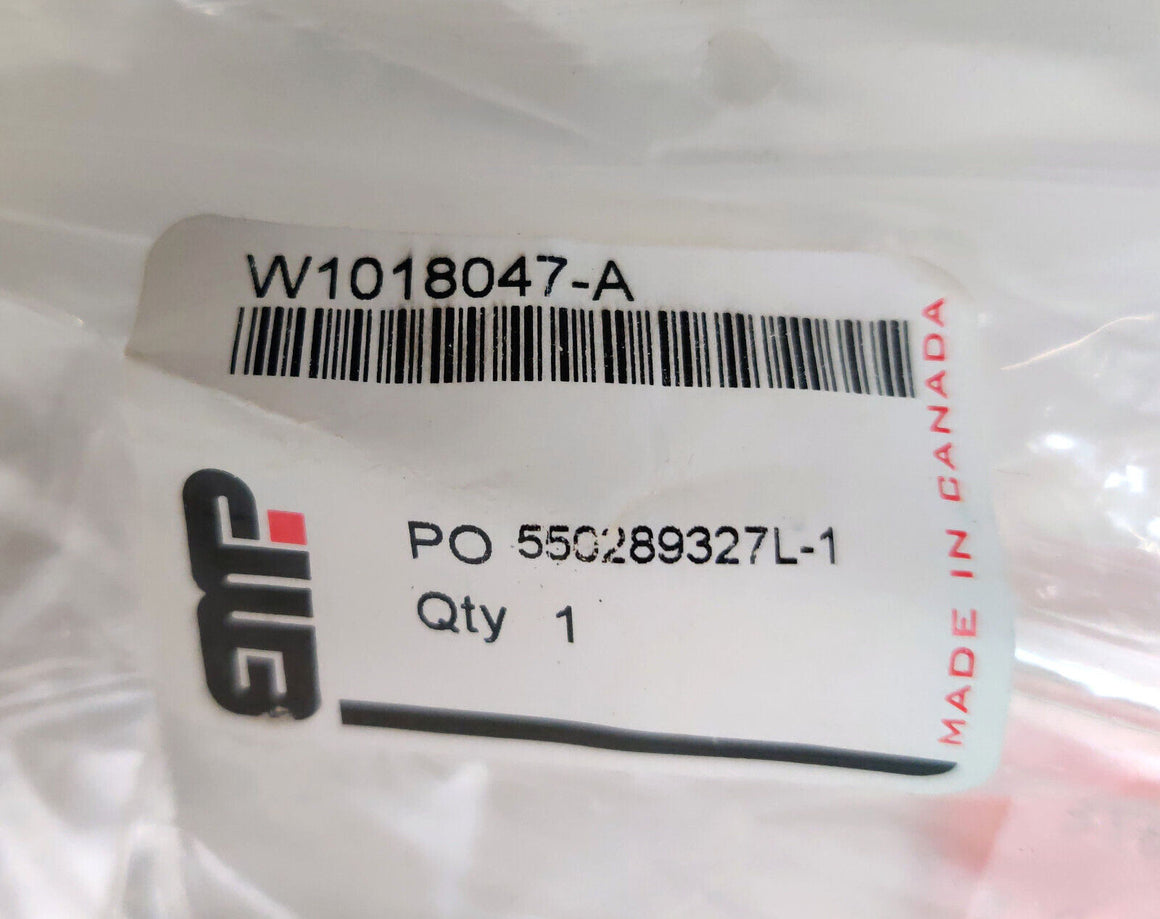 W1018047-A
PO 550289327L-1
Qty 1
MADE IN CANADA